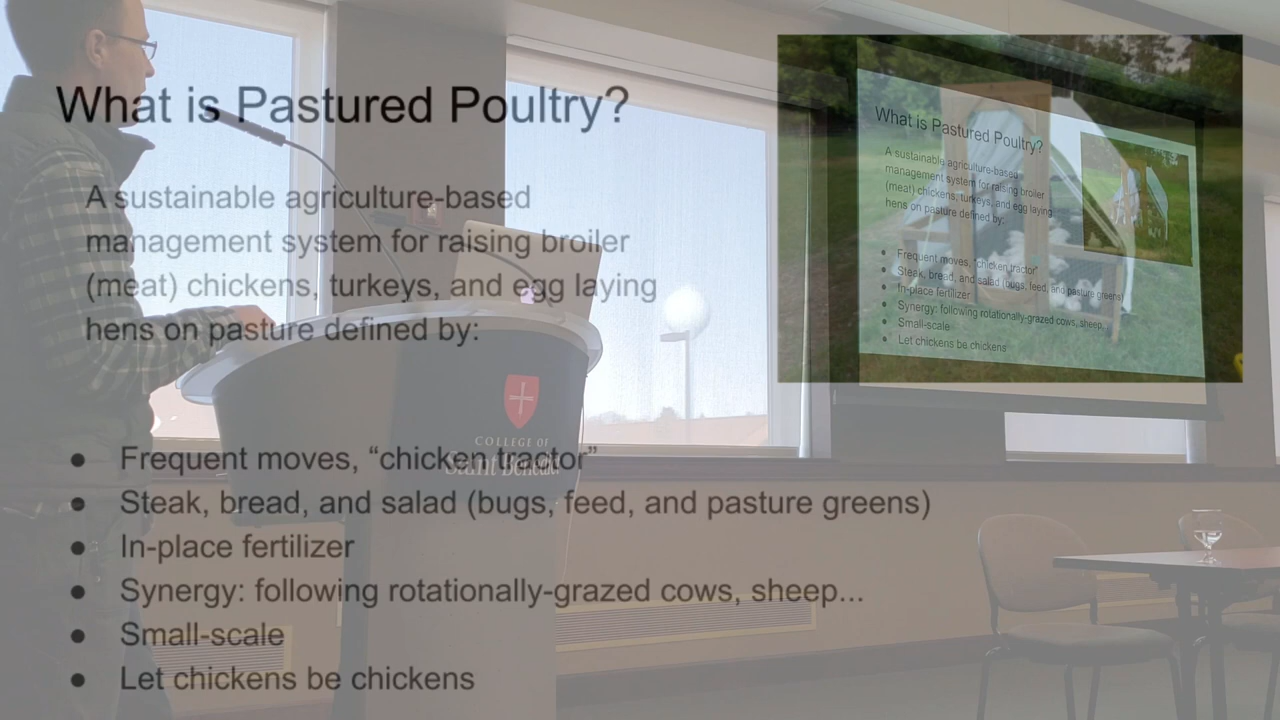 What is Pastured Poultry?
A sustainable agriculture-based
management system for raising broiler
(meat) chickens, turkeys, and egg laying
hens on pasture defined by:
● Frequent moves, “chicken tractor”
● Steak, bread, and salad (bugs, feed, and pasture greens)
● In-place fertilizer
● Synergy: following rotationally-grazed cows, sheep...
● Small-scale
● Let chickens be chickens
COLLEGE OF
Saint Benedict
What is Pastured Poultry?
A sustainable agriculture-based
management system for raising broiler
(meat) chickens, turkeys, and egg laying
hens on pasture defined by:
● Frequent moves, “chicken tractor”
● Steak, bread, and salad (bugs, feed, and pasture greens)
● In-place fertilizer
● Synergy: following rotationally-grazed cows, sheep,
● Small-scale
● Let chickens be chickens